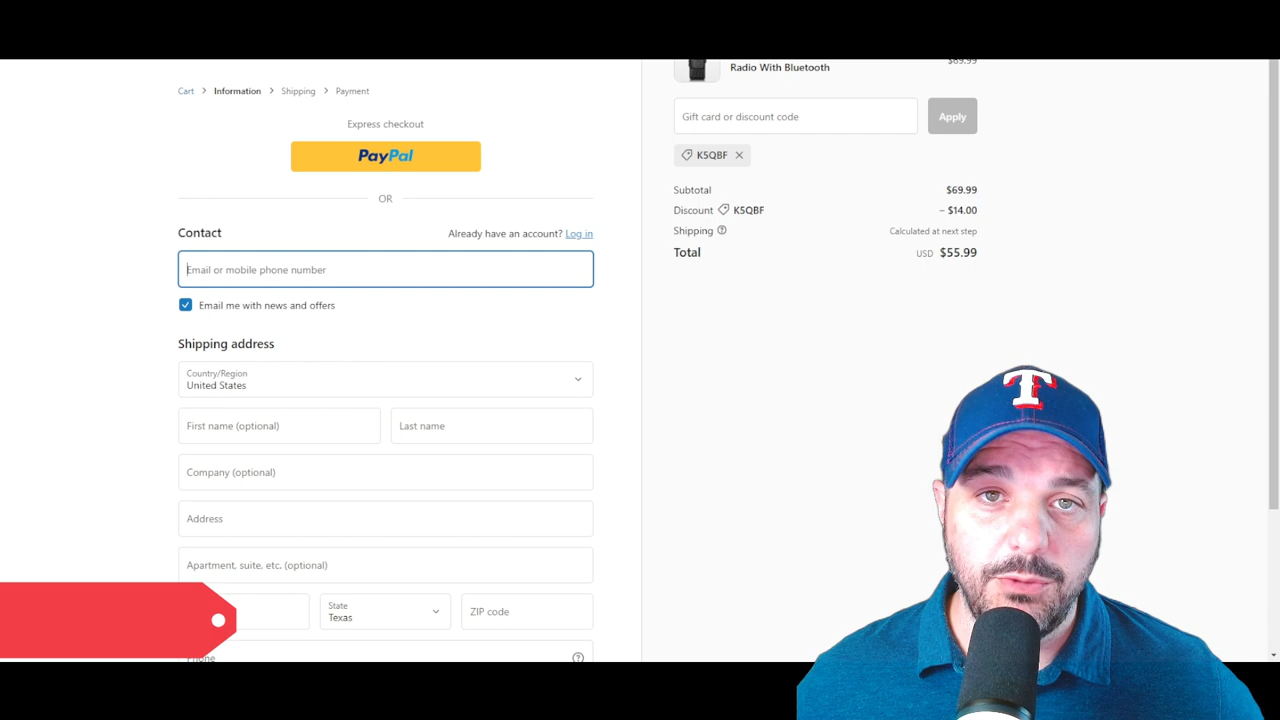 Cart > Information > Shipping > Payment
Express checkout
PayPal
OR
Contact
Already have an account? Log in
Email or mobile phone number
Email me with news and offers
Shipping address
Country/Region
United States
First name (optional)
Last name
Company (optional)
Address
Apartment, suite, etc. (optional)
State
Texas
ZIP code
Phone
$69.99
Radio With Bluetooth
Gift card or discount code
Apply
K5QBF
Subtotal $69.99
Discount K5QBF − $14.00
Shipping Calculated at next step
Total USD $55.99
T